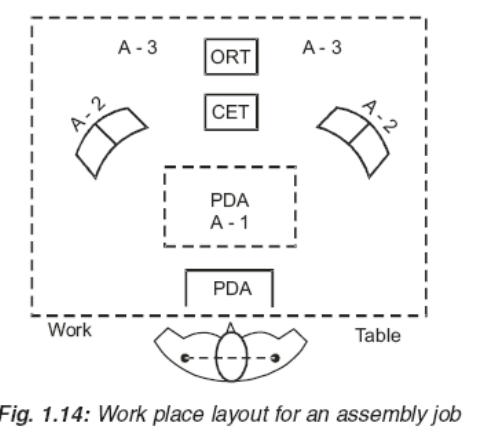 A - 3 ORT A - 3
A - 2 CET A - 2
PDA
A - 1
PDA
Work A Table
Fig. 1.14: Work place layout for an assembly job